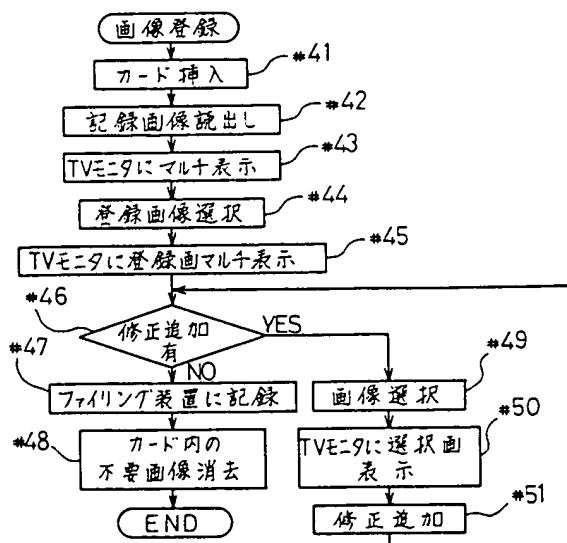 画像登録
#41
カード挿入
#42
記録画像読出し
#43
TVモニタにマルチ表示
#44
登録画像選択
#45
TVモニタに登録画マルチ表示
#46
修正追加
有
YES
#47
NO
ファイリング装置に記録
#48
カード内の
不要画像消去
END
#49
画像選択
#50
TVモニタに選択画
表示
#51
修正追加